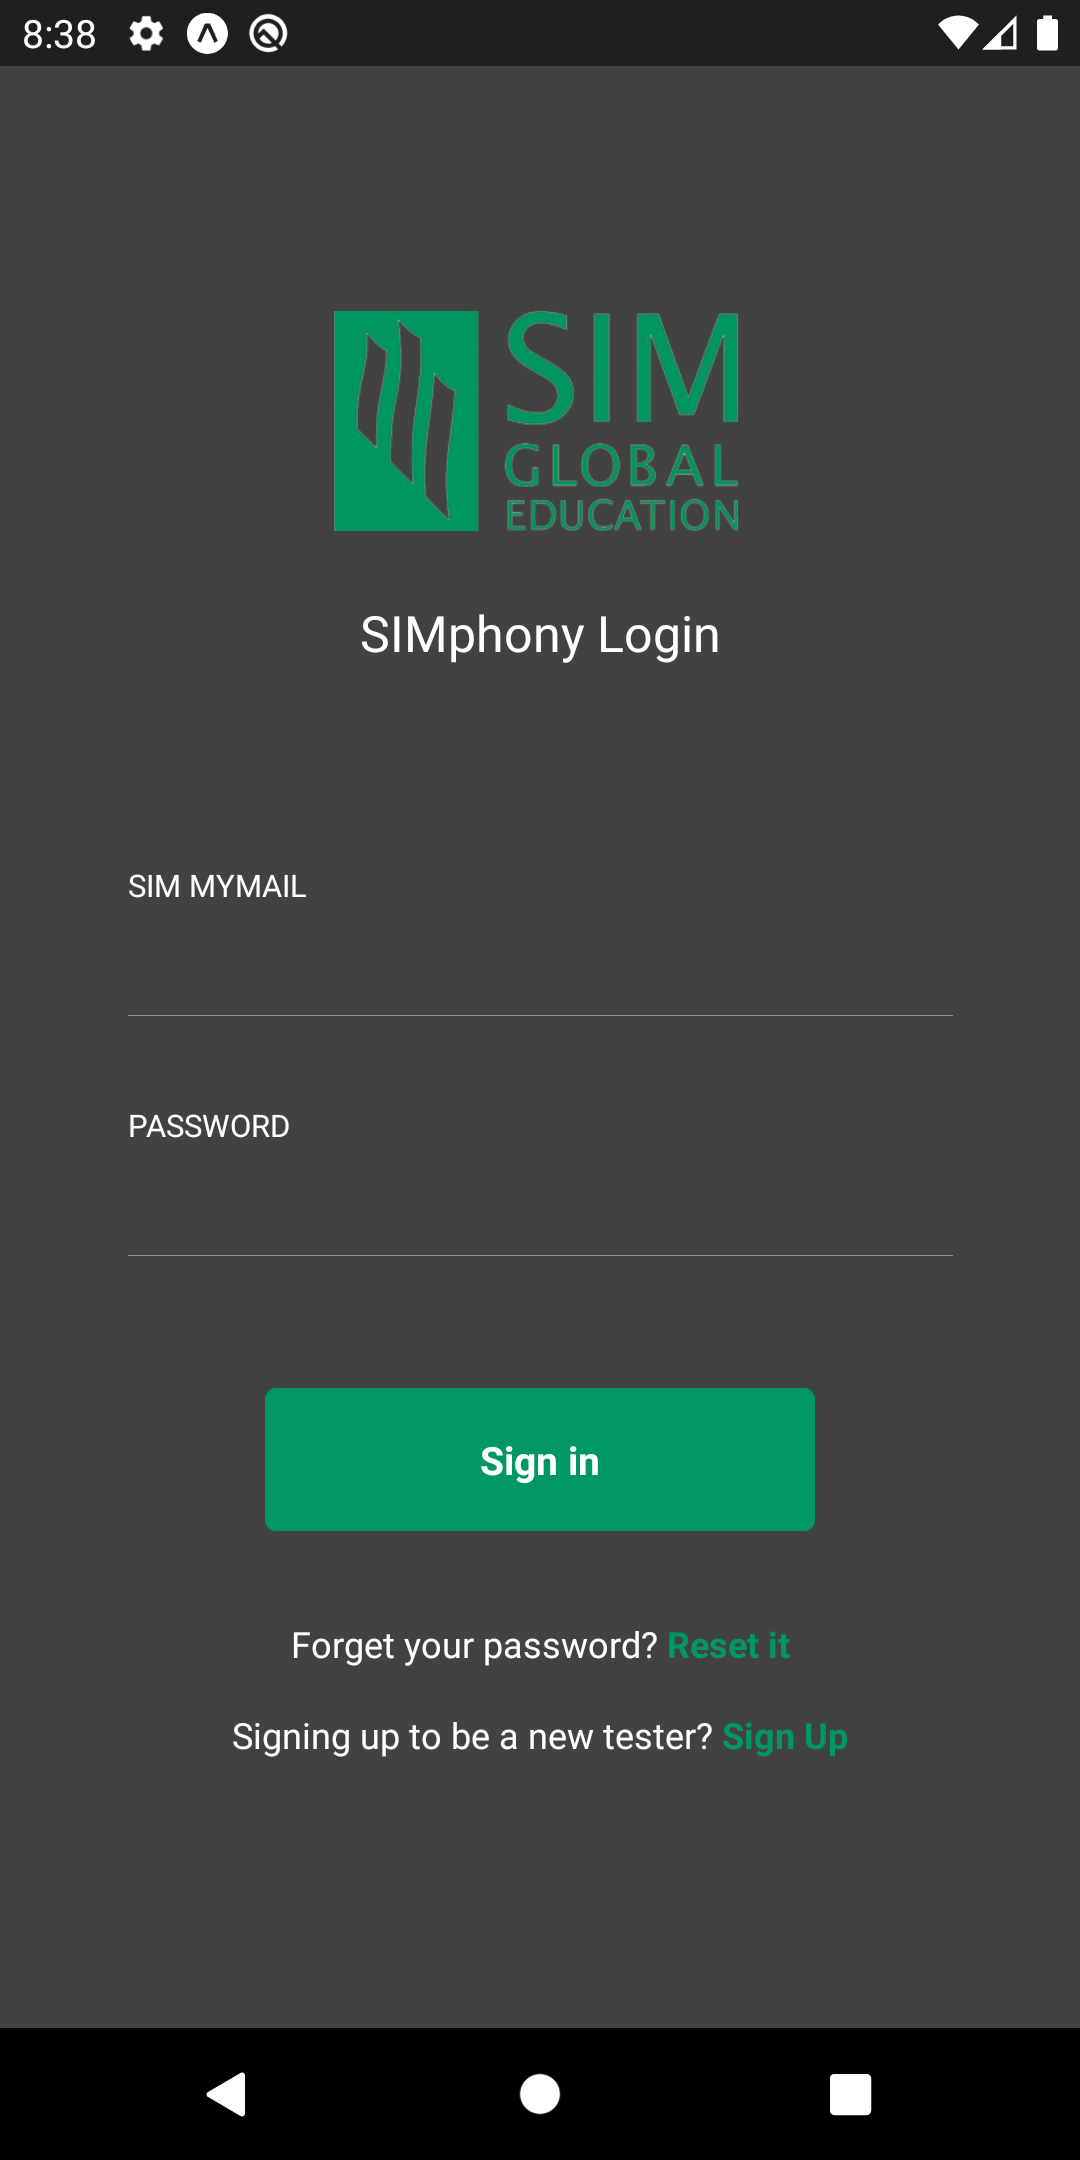 8:38
SIM
GLOBAL
EDUCATION
SIMphony Login
SIM MYMAIL
PASSWORD
Sign in
Forget your password? Reset it
Signing up to be a new tester? Sign Up